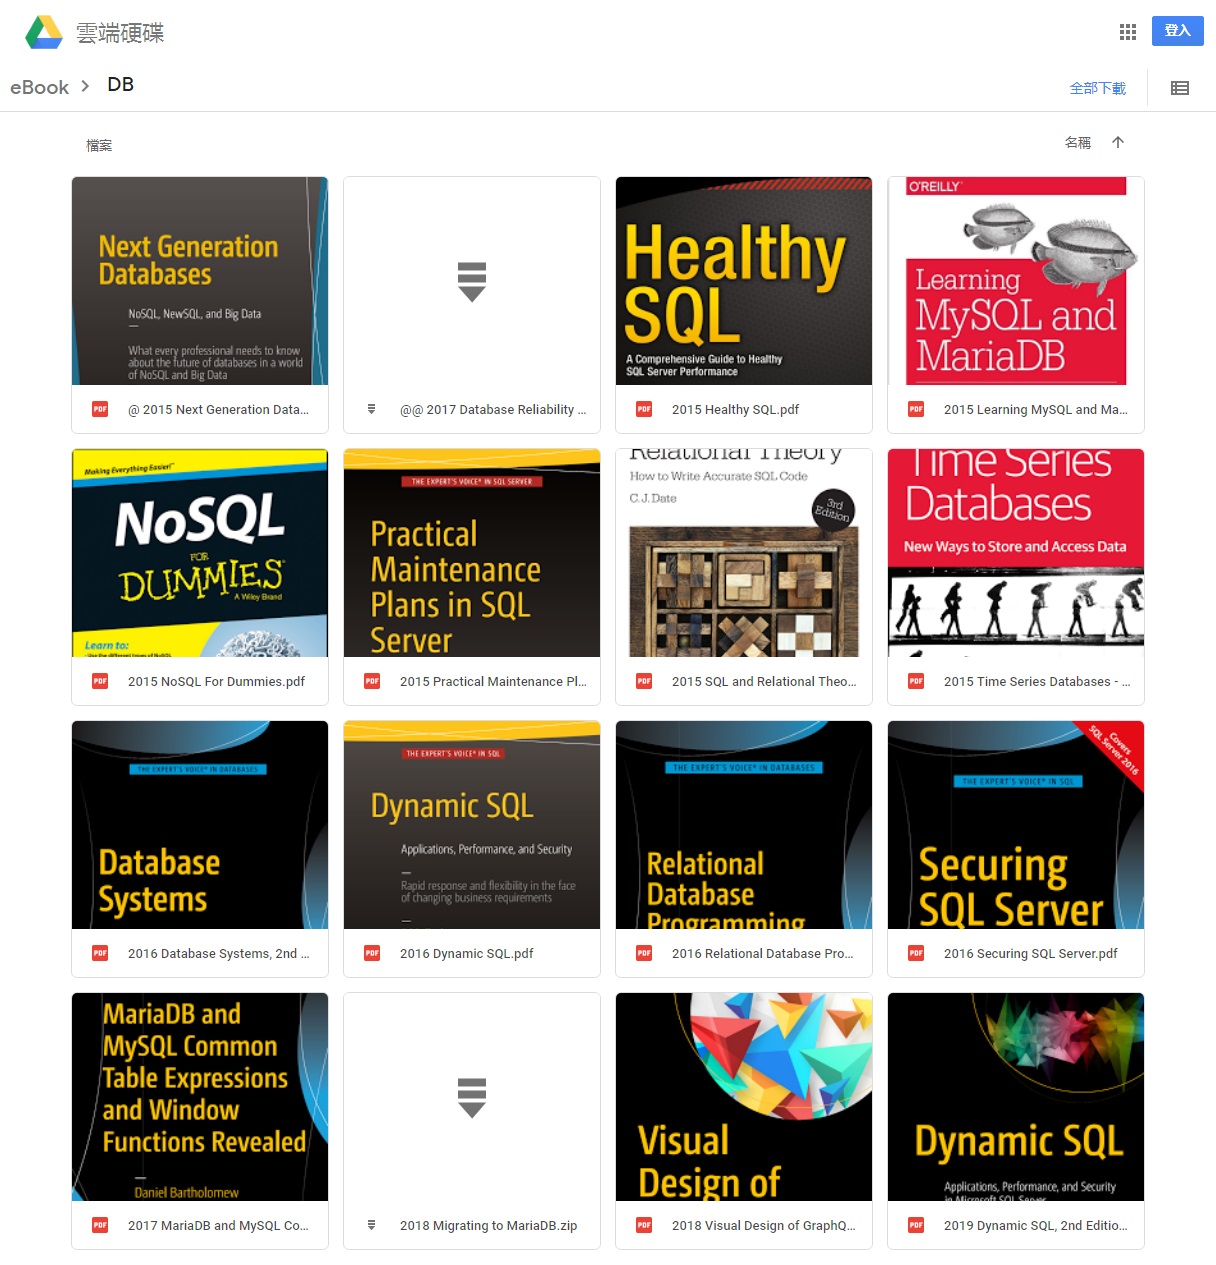 雲端硬碟
登入
eBook
DB
全部下載
檔案
名稱
Next Generation
Databases
NoSQL, NewSQL, and Big Data
What every professional needs to know
about the future of databases in a world
of NoSQL and Big Data
PDF
@ 2015 Next Generation Data...
@@ 2017 Database Reliability ...
Healthy
SQL
A Comprehensive Guide to Healthy
SQL Server Performance
PDF
2015 Healthy SQL.pdf
O'REILLY
Learning
MySQL and
MariaDB
PDF
2015 Learning MySQL and Ma...
Making Everything Easier!™
NoSQL
FOR
DUMMIES
A Wiley Brand
Learn to:
PDF
2015 NoSQL For Dummies.pdf
THE EXPERT'S VOICE® IN SQL SERVER
Practical
Maintenance
Plans in SQL
Server
PDF
2015 Practical Maintenance Pl...
Relational Theory
How to Write Accurate SQL Code
C. J. Date
3rd
Edition
PDF
2015 SQL and Relational Theo...
Time Series
Databases
New Ways to Store and Access Data
PDF
2015 Time Series Databases - ...
THE EXPERT'S VOICE® IN DATABASES
Database
Systems
PDF
2016 Database Systems, 2nd ...
THE EXPERT'S VOICE® IN SQL
Dynamic SQL
Applications, Performance, and Security
Rapid response and flexibility in the face
of changing business requirements
PDF
2016 Dynamic SQL.pdf
THE EXPERT'S VOICE® IN DATABASES
Relational
Database
Programming
PDF
2016 Relational Database Pro...
Covers
SQL Server 2016
THE EXPERT'S VOICE® IN SQL
Securing
SQL Server
PDF
2016 Securing SQL Server.pdf
MariaDB and
MySQL Common
Table Expressions
and Window
Functions Revealed
Daniel Bartholomew
PDF
2017 MariaDB and MySQL Co...
2018 Migrating to MariaDB.zip
Visual
Design of
PDF
2018 Visual Design of GraphQ...
Dynamic SQL
Applications, Performance, and Security
in Microsoft SQL Server
PDF
2019 Dynamic SQL, 2nd Editio...